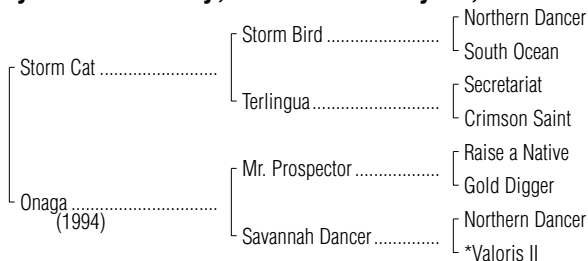 Northern Dancer
Storm Bird ........................
South Ocean
Storm Cat .........................
Secretariat
Terlingua...........................
Crimson Saint
Raise a Native
Mr. Prospector ..................
Gold Digger
Onaga ...............................
(1994)
Northern Dancer
Savannah Dancer..............
*Valoris II